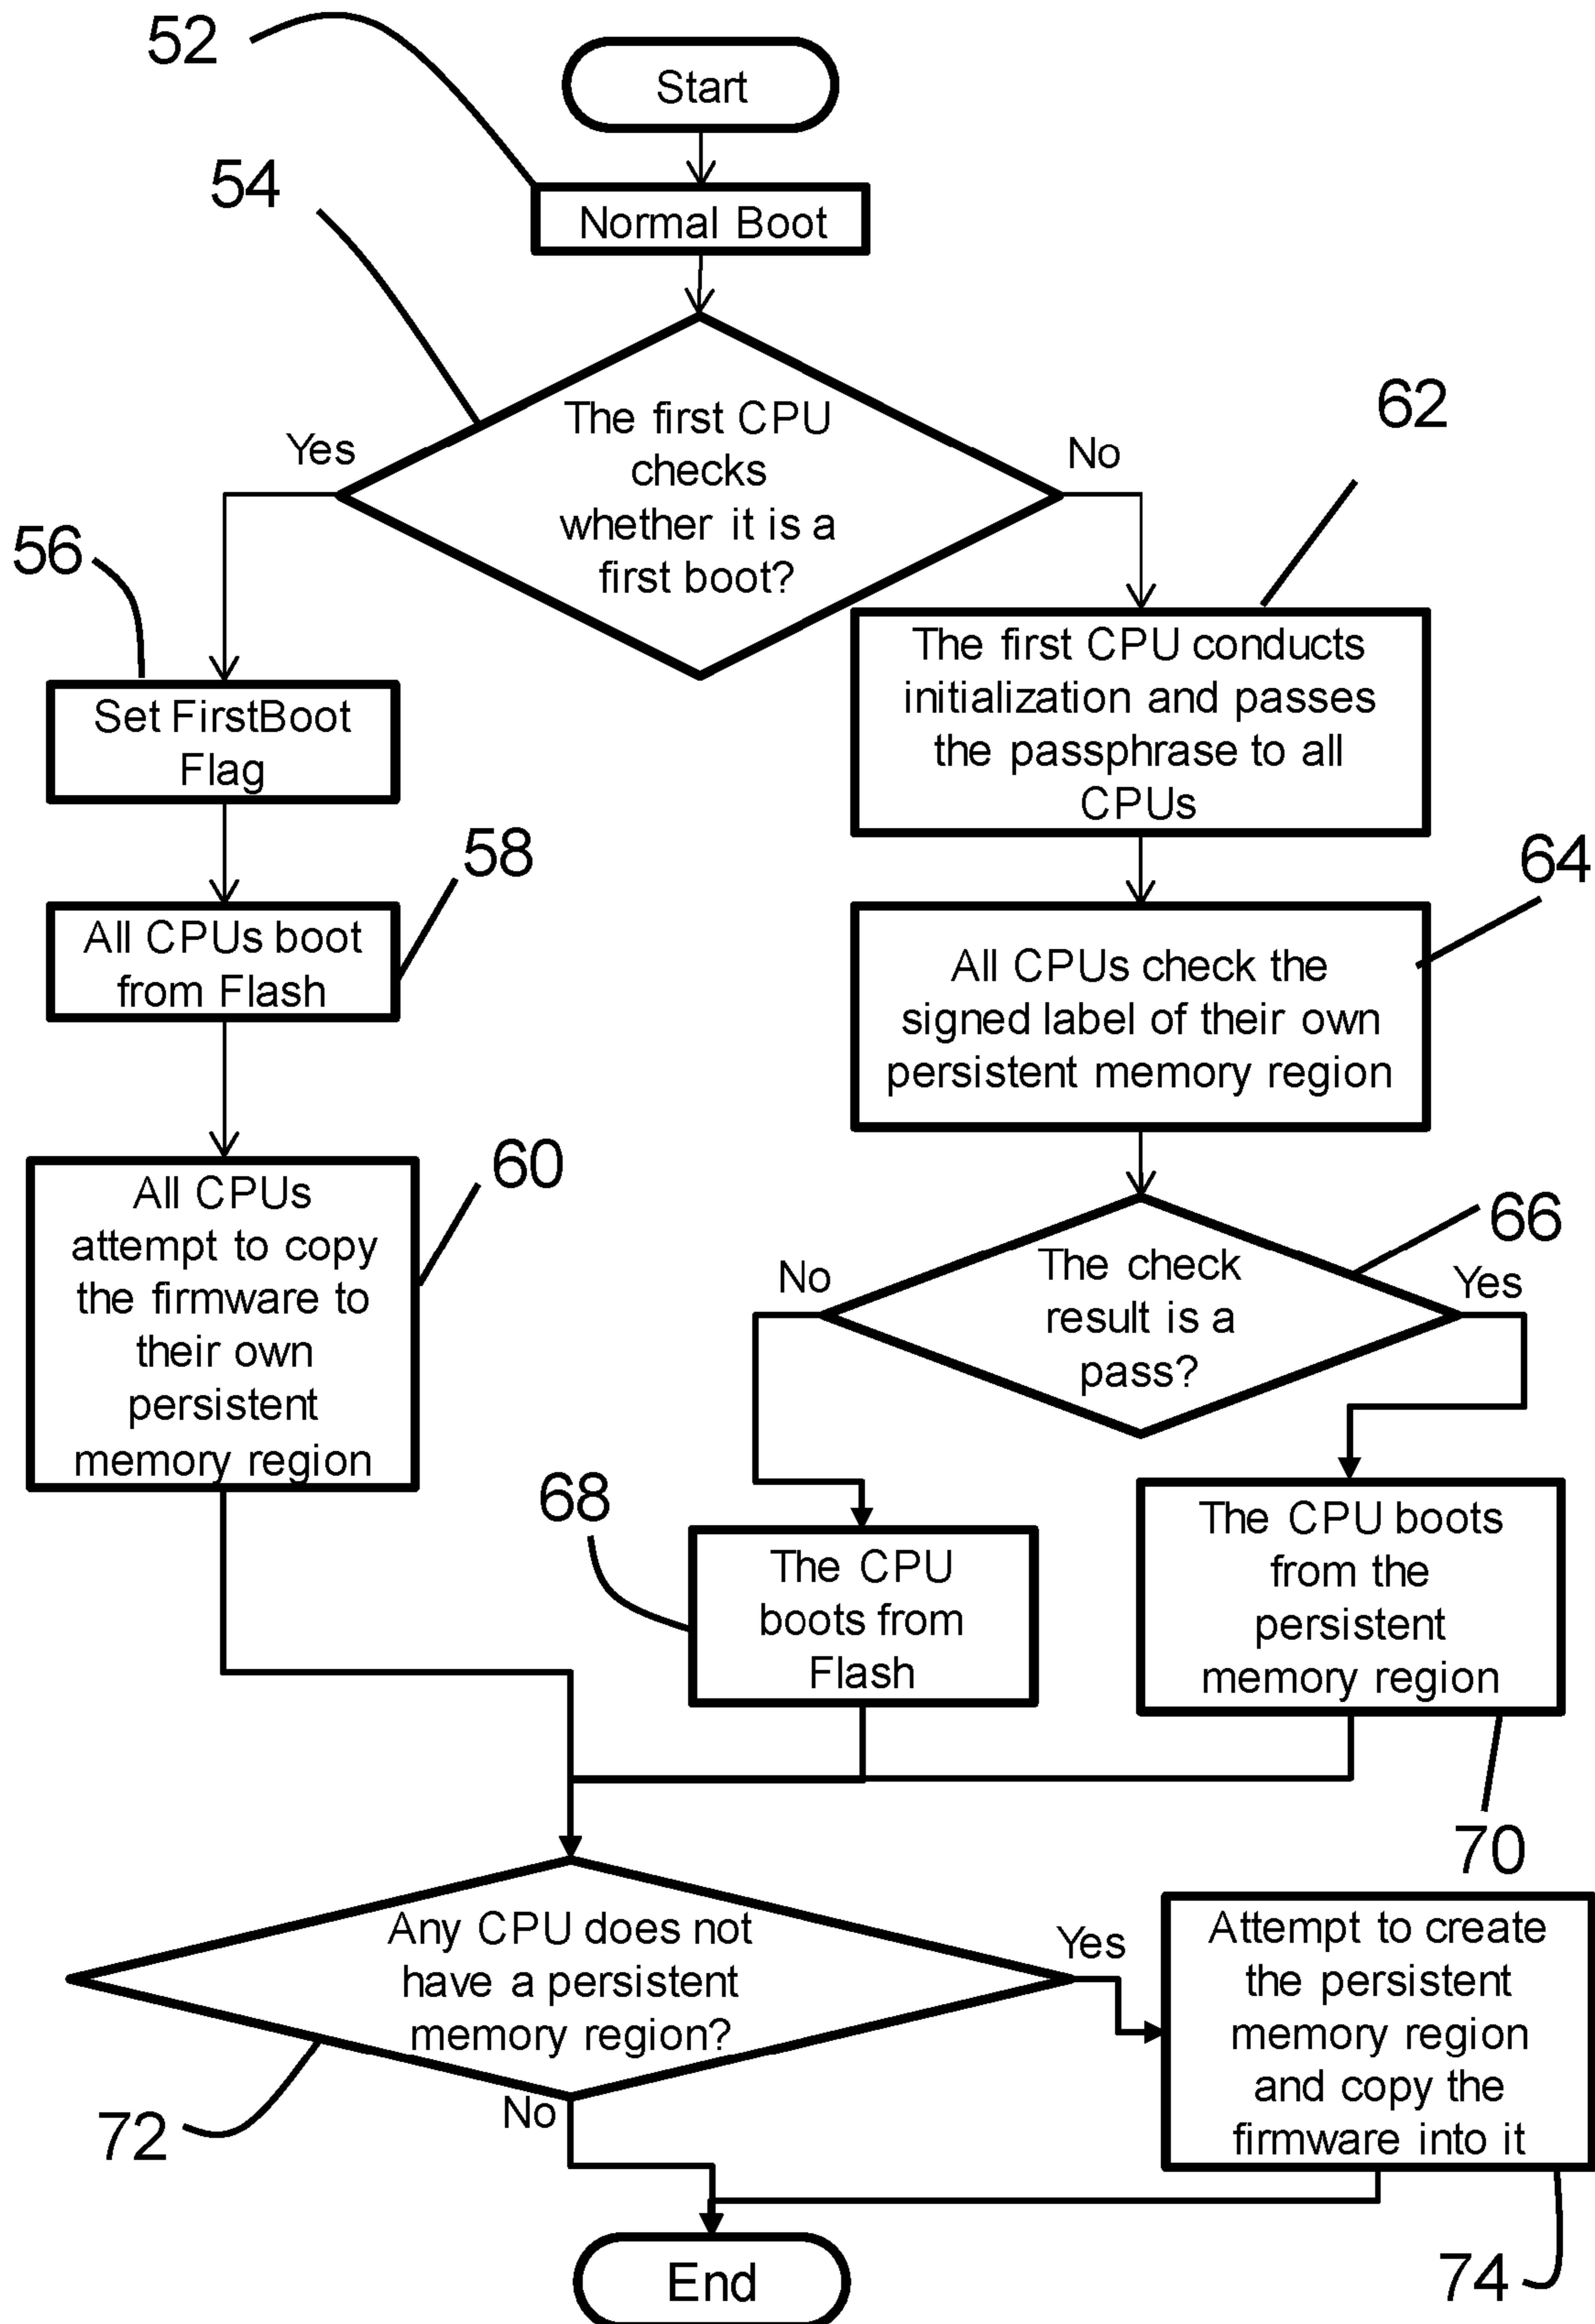 52
Start
54
Normal Boot
The first CPU
checks
whether it is a
first boot?
Yes
No
62
56
Set FirstBoot
Flag
The first CPU conducts
initialization and passes
the passphrase to all
CPUs
58
All CPUs boot
from Flash
64
All CPUs check the
signed label of their own
persistent memory region
60
All CPUs
attempt to copy
the firmware to
their own
persistent
memory region
66
The check
result is a
pass?
No
Yes
68
The CPU
boots from
Flash
The CPU boots
from the
persistent
memory region
70
Any CPU does not
have a persistent
memory region?
Yes
Attempt to create
the persistent
memory region
and copy the
firmware into it
72
No
End
74